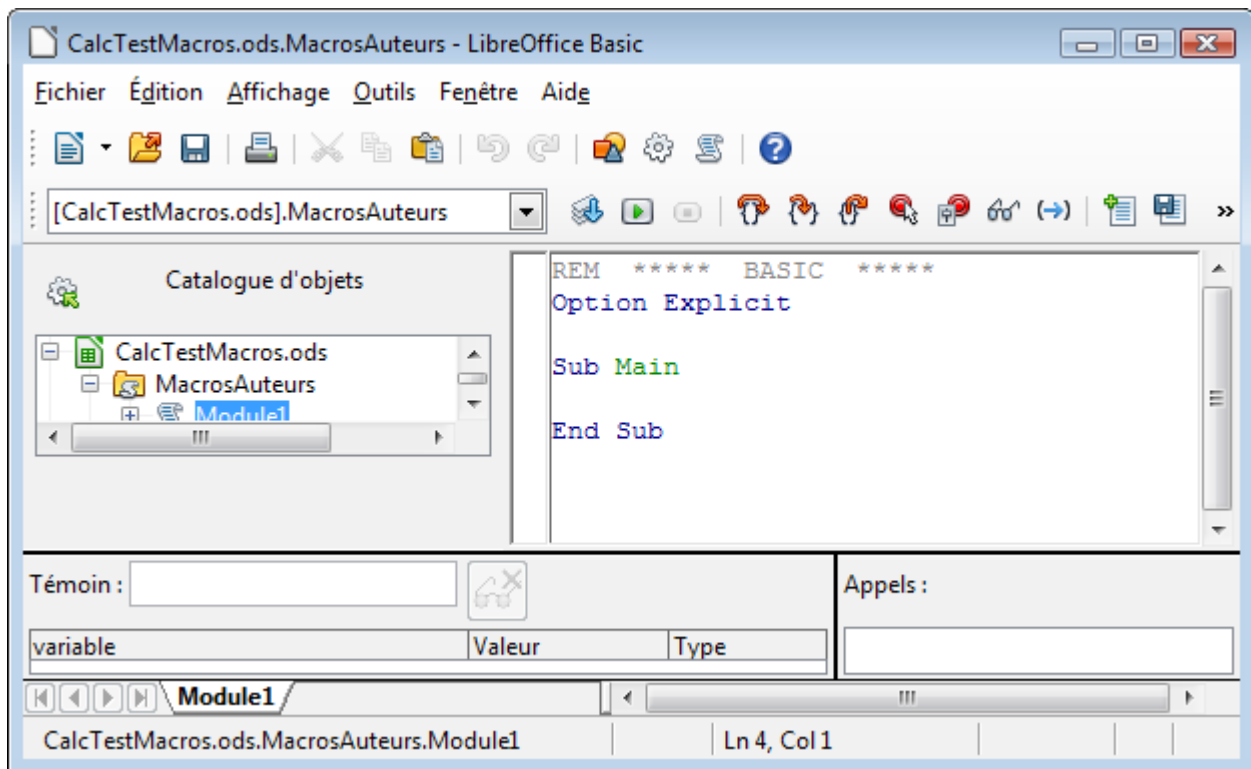 CalcTestMacros.ods.MacrosAuteurs - LibreOffice Basic
Fichier Édition Affichage Outils Fenêtre Aide
[CalcTestMacros.ods].MacrosAuteurs
Catalogue d'objets
CalcTestMacros.ods
MacrosAuteurs
Module1
REM ***** BASIC *****
Option Explicit
Sub Main
End Sub
Témoin :
Appels :
variable Valeur Type
Module1
CalcTestMacros.ods.MacrosAuteurs.Module1 Ln 4, Col 1